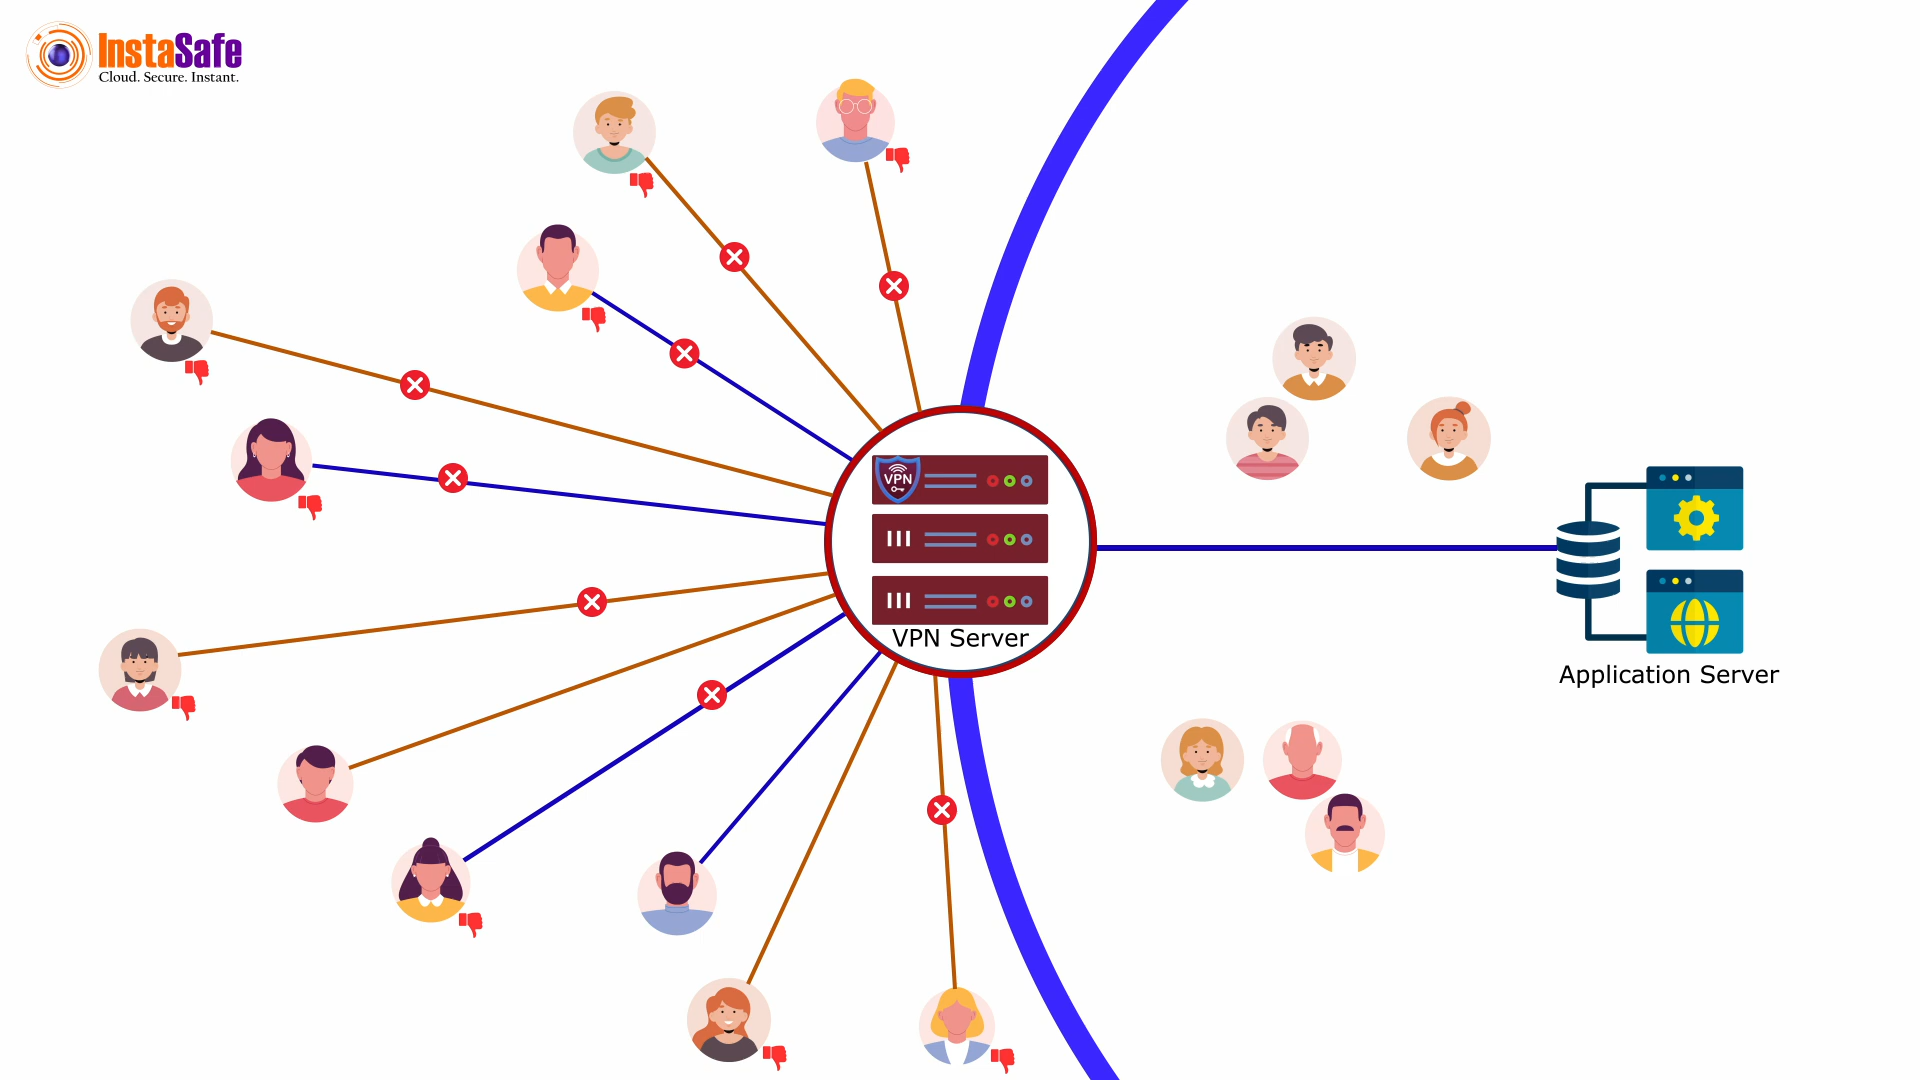 InstaSafe
Cloud. Secure. Instant.
VPN
VPN Server
Application Server